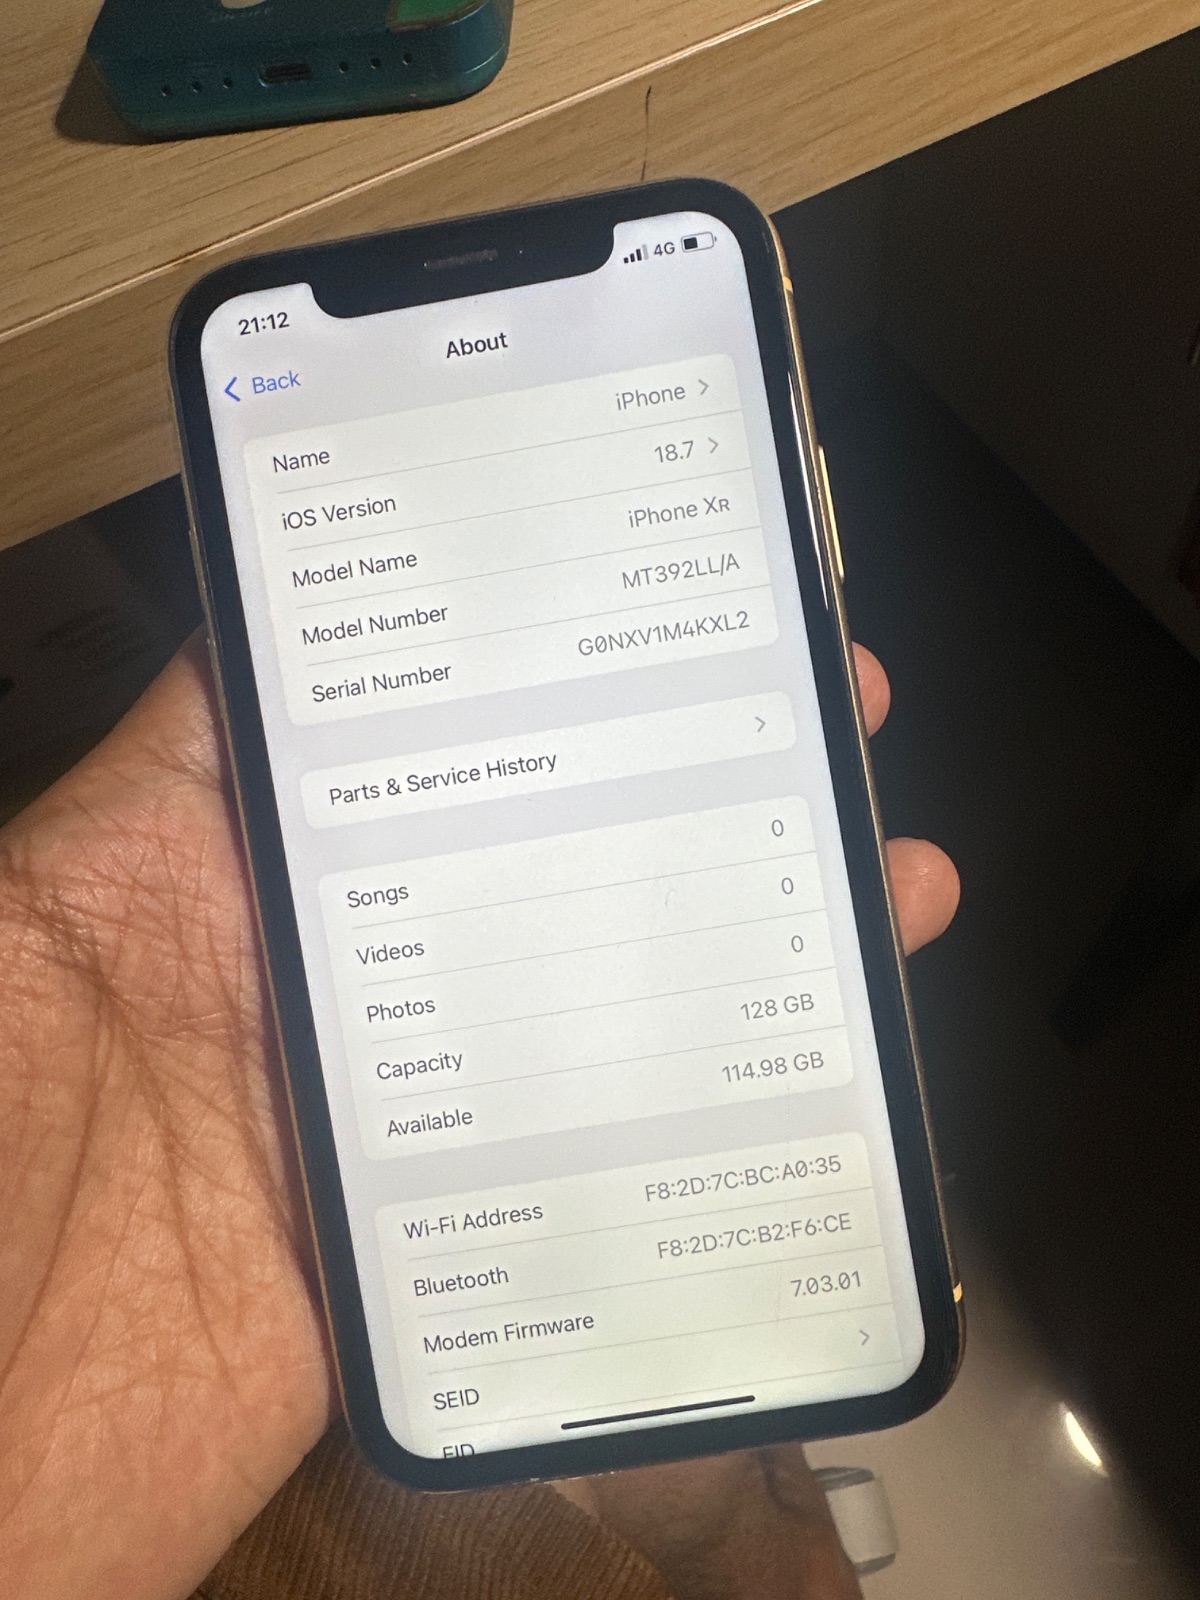 21:12
4G
Back
About
Name iPhone
iOS Version 18.7
Model Name iPhone XR
Model Number MT392LL/A
Serial Number G0NXV1M4KXL2
Parts & Service History
Songs 0
Videos 0
Photos 0
Capacity 128 GB
Available 114.98 GB
Wi-Fi Address F8:2D:7C:BC:A0:35
Bluetooth F8:2D:7C:B2:F6:CE
Modem Firmware 7.03.01
SEID
EID